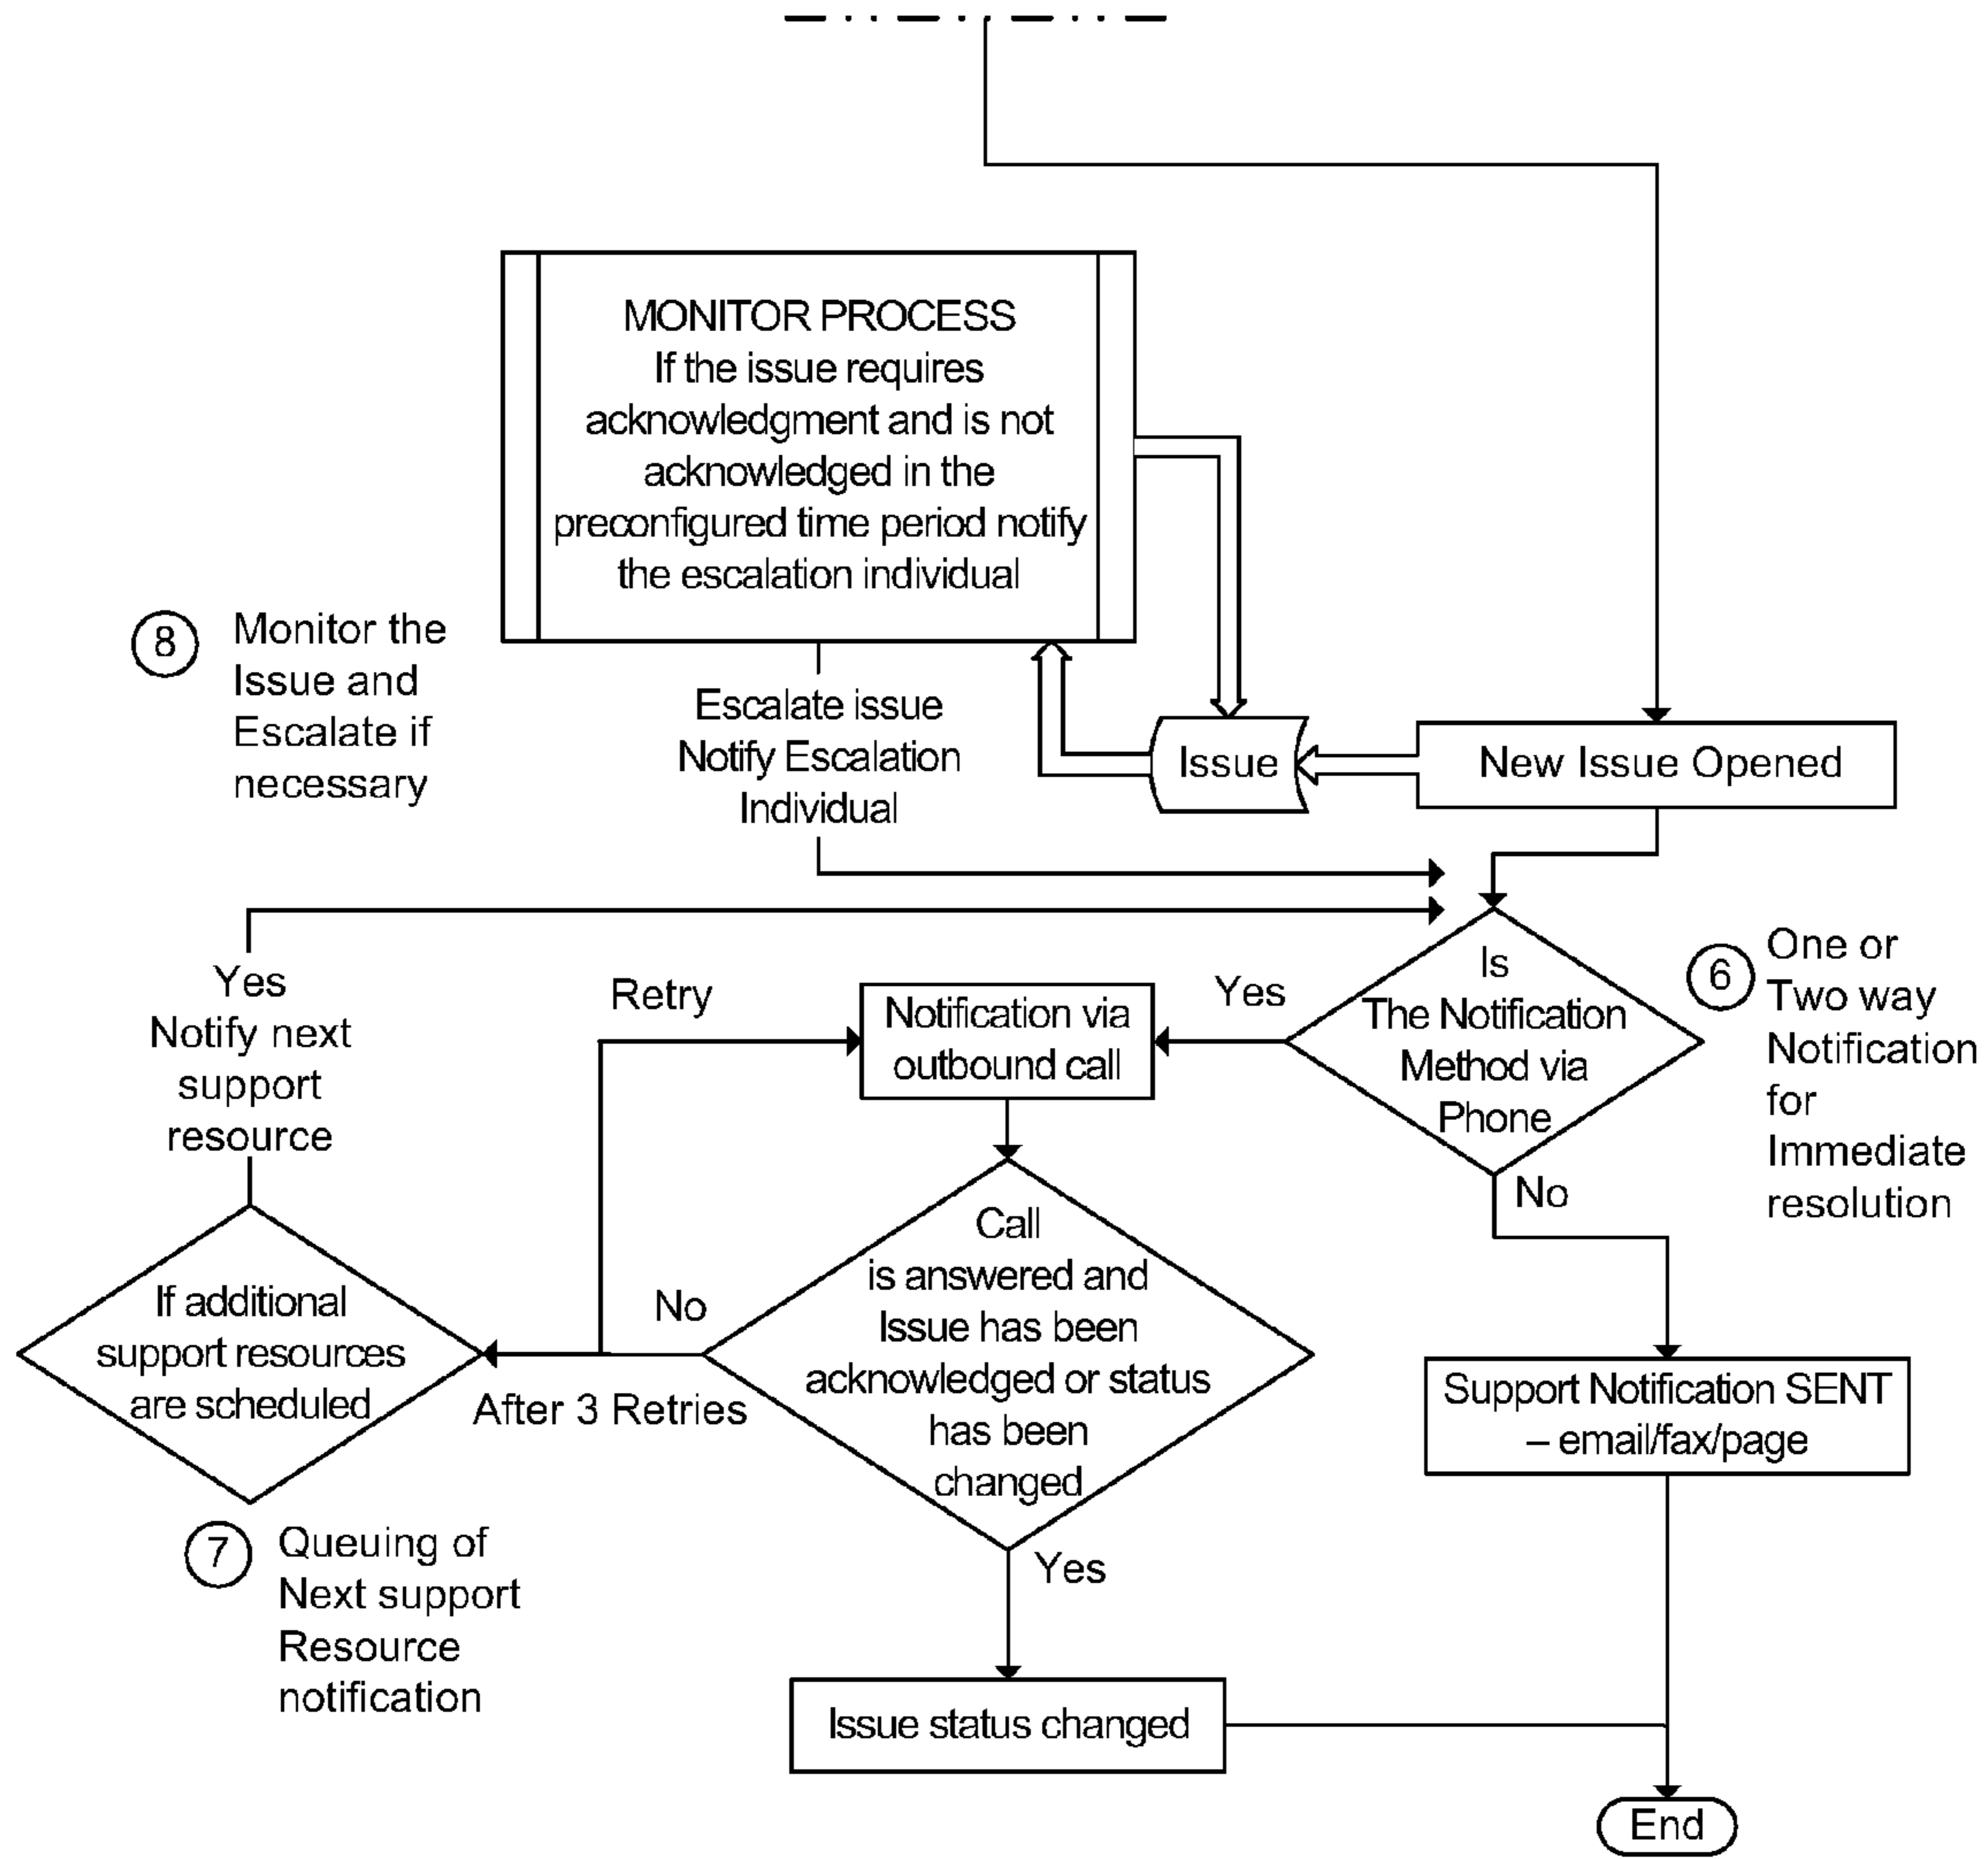 MONITOR PROCESS
If the issue requires
acknowledgment and is not
acknowledged in the
preconfigured time period notify
the escalation individual
8
Monitor the
Issue and
Escalate if
necessary
Escalate issue
Notify Escalation
Individual
Issue
New Issue Opened
Yes
Notify next
support
resource
Retry
Notification via
outbound call
Yes
Is
The Notification
Method via
Phone
6
One or
Two way
Notification
for
Immediate
resolution
No
If additional
support resources
are scheduled
No
After 3 Retries
Call
is answered and
Issue has been
acknowledged or status
has been
changed
Support Notification SENT
– email/fax/page
7
Queuing of
Next support
Resource
notification
Yes
Issue status changed
End